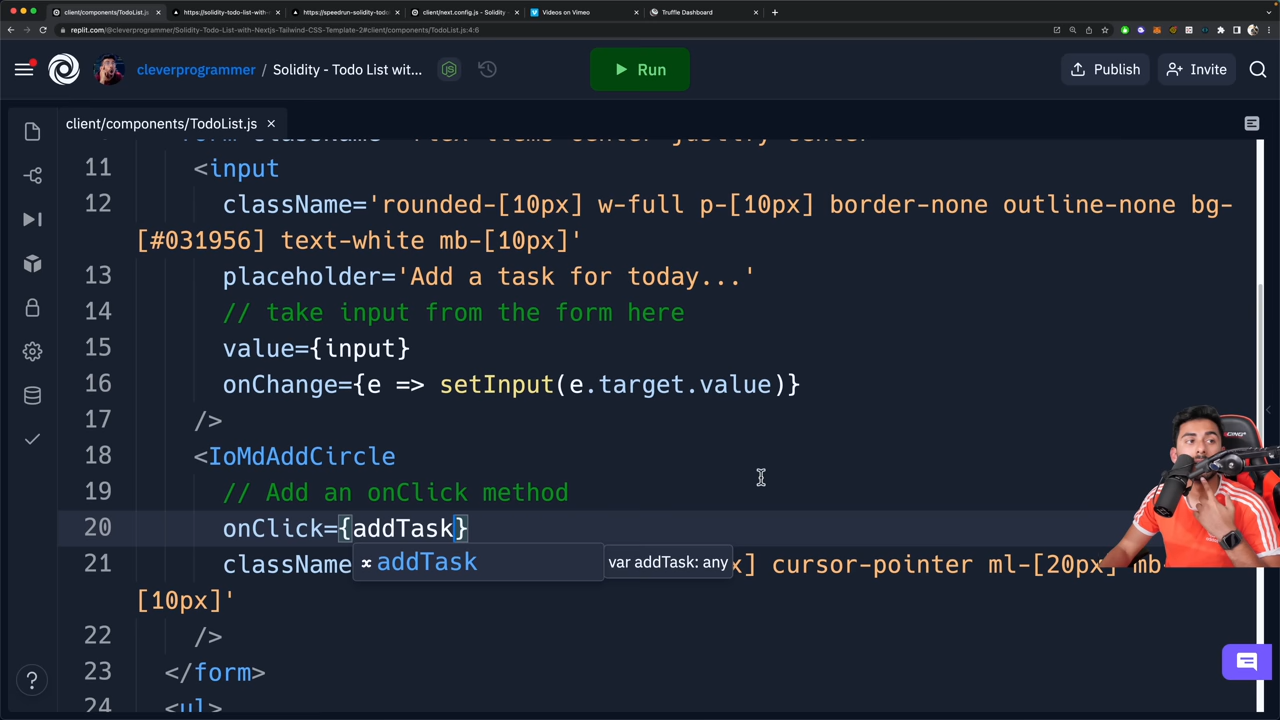 client/components/TodoList.js
https://solidity-todo-list-with-
https://speedrun-solidity-todo-
client/next.config.js - Solidity
Videos on Vimeo
Truffle Dashboard
replit.com/@cleverprogrammer/Solidity-Todo-List-with-Nextjs-Tailwind-CSS-Template-2#client/components/TodoList.js:4:6
cleverprogrammer / Solidity - Todo List wit...
Run
Publish
Invite
client/components/TodoList.js
11 <input
12 className='rounded-[10px] w-full p-[10px] border-none outline-none bg-
[#031956] text-white mb-[10px]'
13 placeholder='Add a task for today...'
14 // take input from the form here
15 value={input}
16 onChange={e => setInput(e.target.value)}
17 />
18 <IoMdAddCircle
19 // Add an onClick method
20 onClick={addTask}
addTask
var addTask: any
21 className x] cursor-pointer ml-[20px] mb-
[10px]'
22 />
23 </form>
24 <ul>